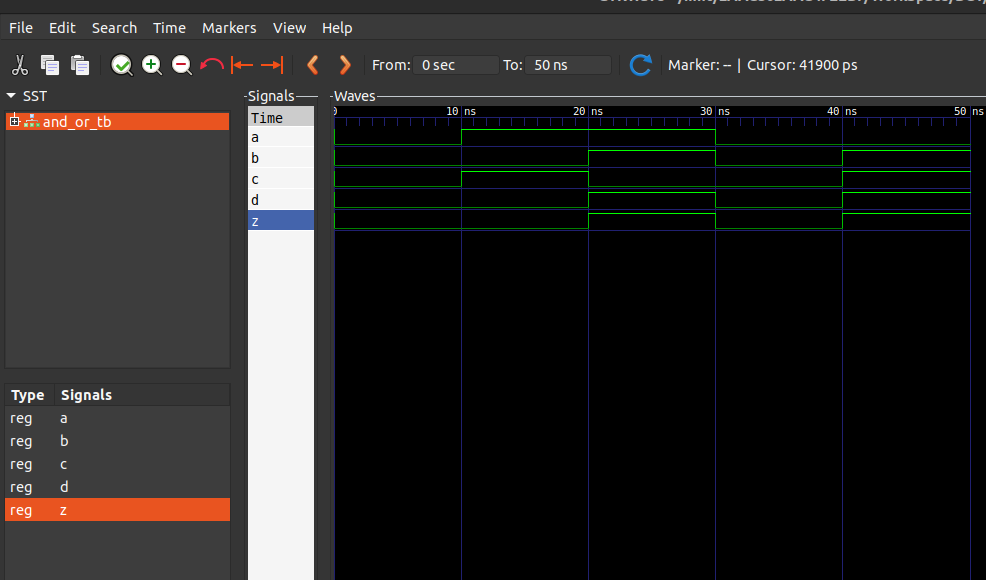 File Edit Search Time Markers View Help
From: 0 sec To: 50 ns Marker: -- | Cursor: 41900 ps
SST
and_or_tb
Type Signals
reg a
reg b
reg c
reg d
reg z
Signals
Time
a
b
c
d
z
Waves
0 10 ns 20 ns 30 ns 40 ns 50 ns